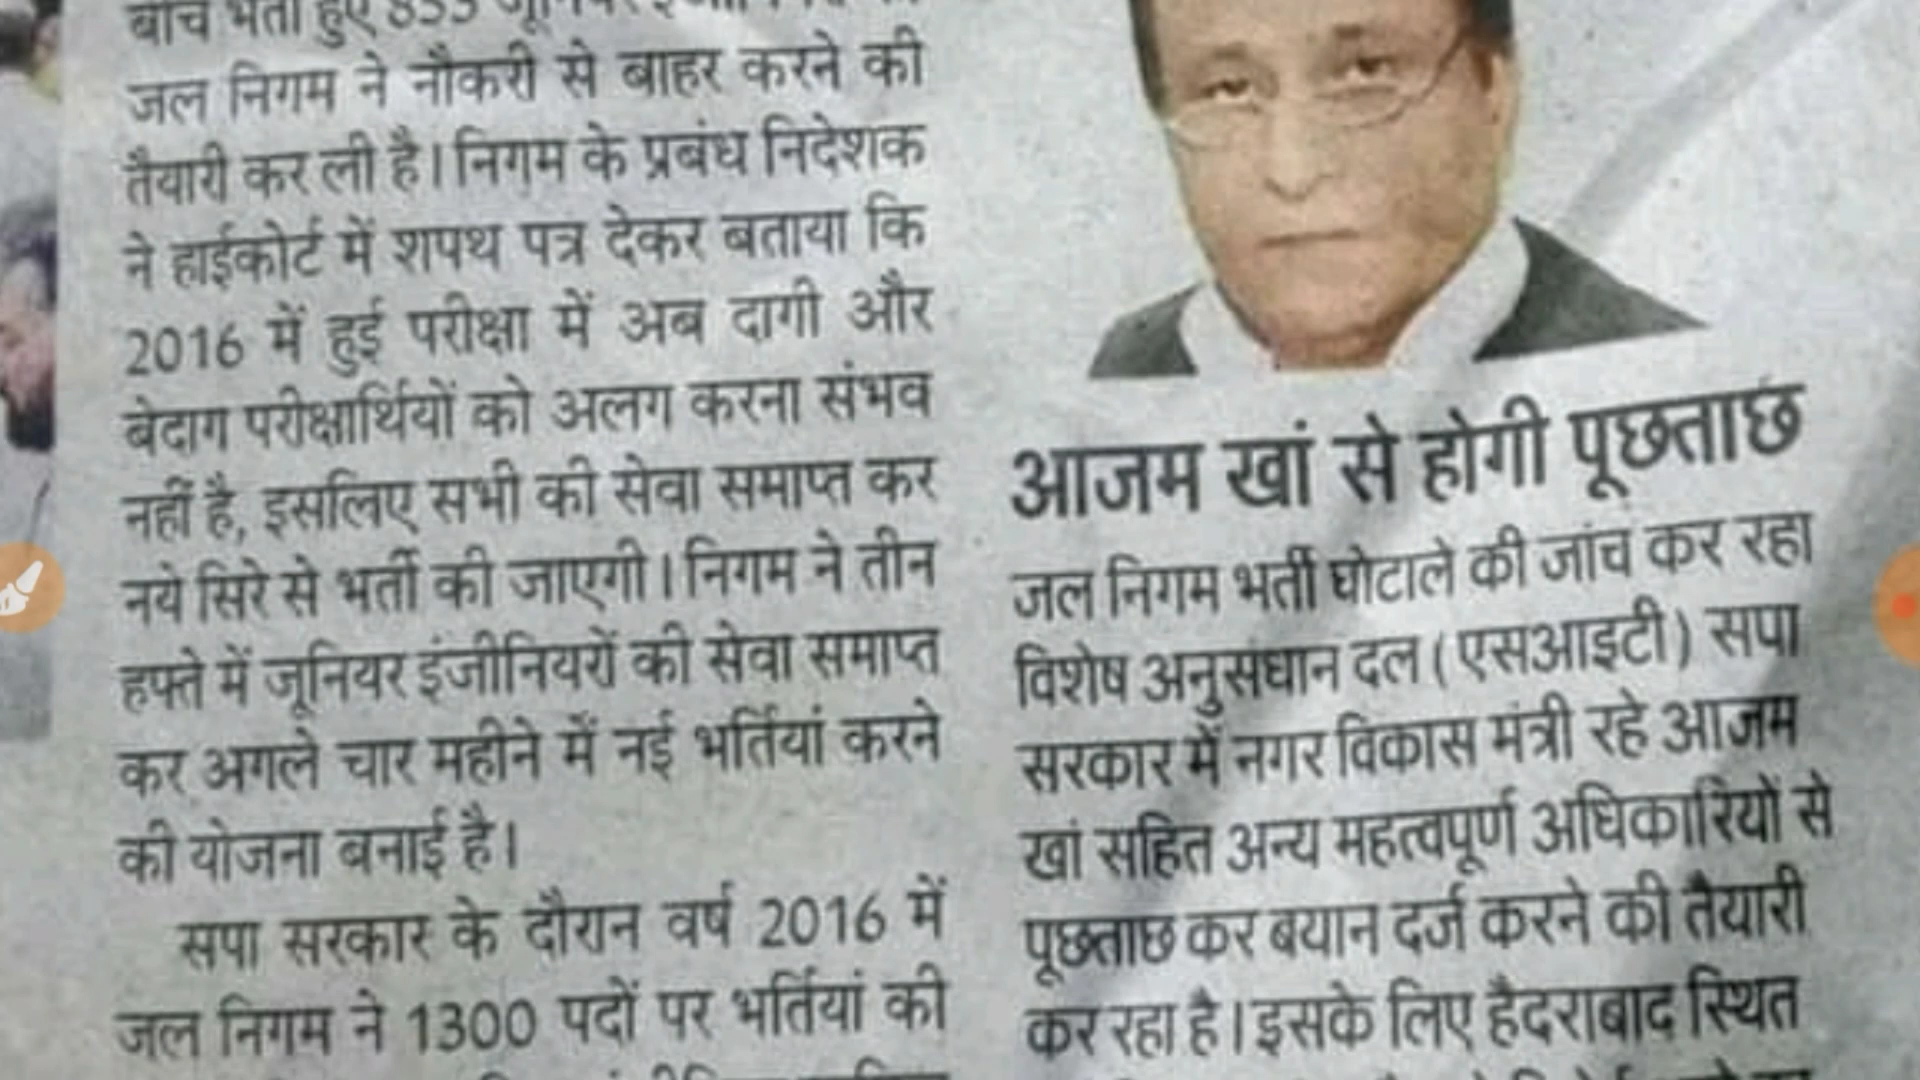 बीच भर्ती हुए 853 जूनियर
जल निगम ने नौकरी से बाहर करने की
तैयारी कर ली है। निगम के प्रबंध निदेशक
ने हाईकोर्ट में शपथ पत्र देकर बताया कि
2016 में हुई परीक्षा में अब दागी और
बेदाग परीक्षार्थियों को अलग करना संभव
नहीं है, इसलिए सभी की सेवा समाप्त कर
नये सिरे से भर्ती की जाएगी। निगम ने तीन
हफ्ते में जूनियर इंजीनियरों की सेवा समाप्त
कर अगले चार महीने में नई भर्तियां करने
की योजना बनाई है।
सपा सरकार के दौरान वर्ष 2016 में
जल निगम ने 1300 पदों पर भर्तियां की
आजम खां से होगी पूछताछ
जल निगम भर्ती घोटाले की जांच कर रहा
विशेष अनुसंधान दल (एसआइटी) सपा
सरकार में नगर विकास मंत्री रहे आजम
खां सहित अन्य महत्वपूर्ण अधिकारियों से
पूछताछ कर बयान दर्ज करने की तैयारी
कर रहा है। इसके लिए हैदराबाद स्थित